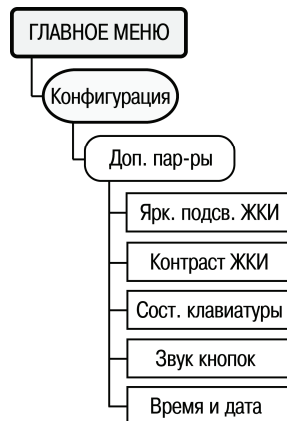 ГЛАВНОЕ МЕНЮ
Конфигурация
Доп. пар-ры
Ярк. подсв. ЖКИ
Контраст ЖКИ
Сост. клавиатуры
Звук кнопок
Время и дата